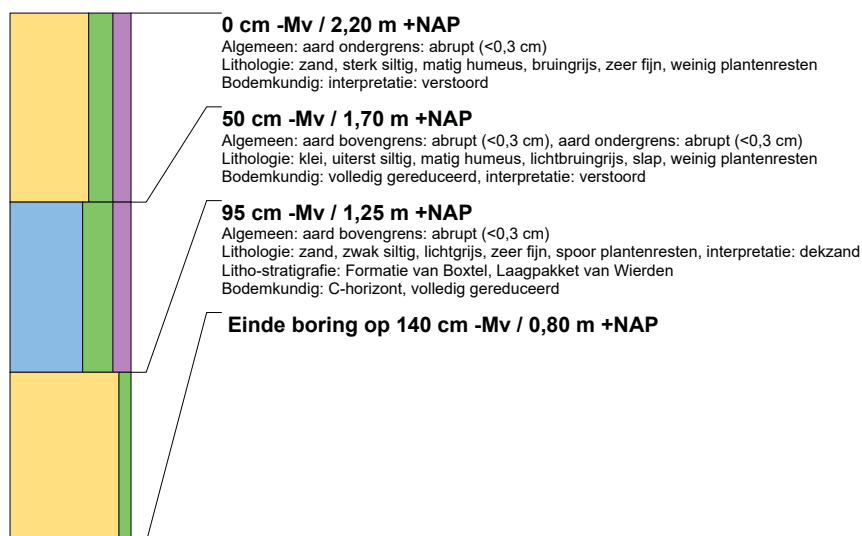 0 cm -Mv / 2,20 m +NAP
Algemeen: aard ondergrens: abrupt (<0,3 cm)
Lithologie: zand, sterk siltig, matig humeus, bruingrijs, zeer fijn, weinig plantenresten
Bodemkundig: interpretatie: verstoord
50 cm -Mv / 1,70 m +NAP
Algemeen: aard bovengrens: abrupt (<0,3 cm), aard ondergrens: abrupt (<0,3 cm)
Lithologie: klei, uiterst siltig, matig humeus, lichtbruingrijs, slap, weinig plantenresten
Bodemkundig: volledig gereduceerd, interpretatie: verstoord
95 cm -Mv / 1,25 m +NAP
Algemeen: aard bovengrens: abrupt (<0,3 cm)
Lithologie: zand, zwak siltig, lichtgrijs, zeer fijn, spoor plantenresten, interpretatie: dekzand
Litho-stratigrafie: Formatie van Boxtel, Laagpakket van Wierden
Bodemkundig: C-horizont, volledig gereduceerd
Einde boring op 140 cm -Mv / 0,80 m +NAP